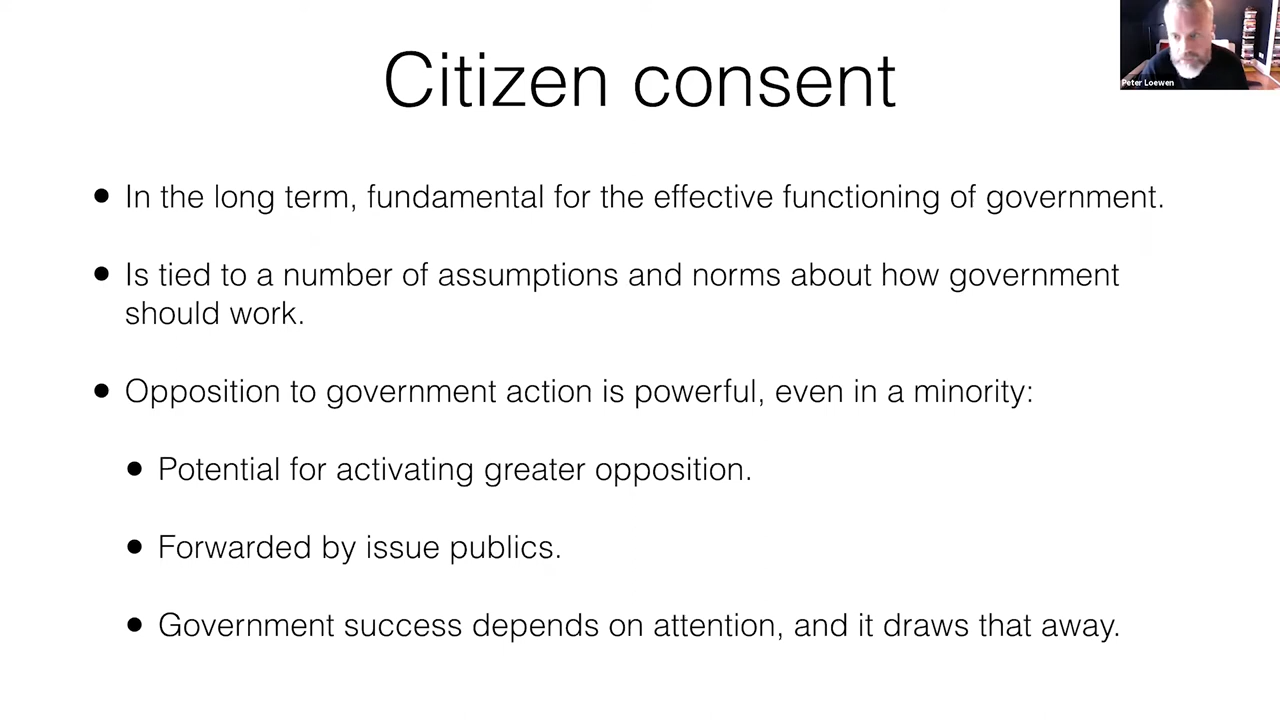 Citizen consent
Peter Loewen
• In the long term, fundamental for the effective functioning of government.
• Is tied to a number of assumptions and norms about how government
should work.
• Opposition to government action is powerful, even in a minority:
• Potential for activating greater opposition.
• Forwarded by issue publics.
• Government success depends on attention, and it draws that away.